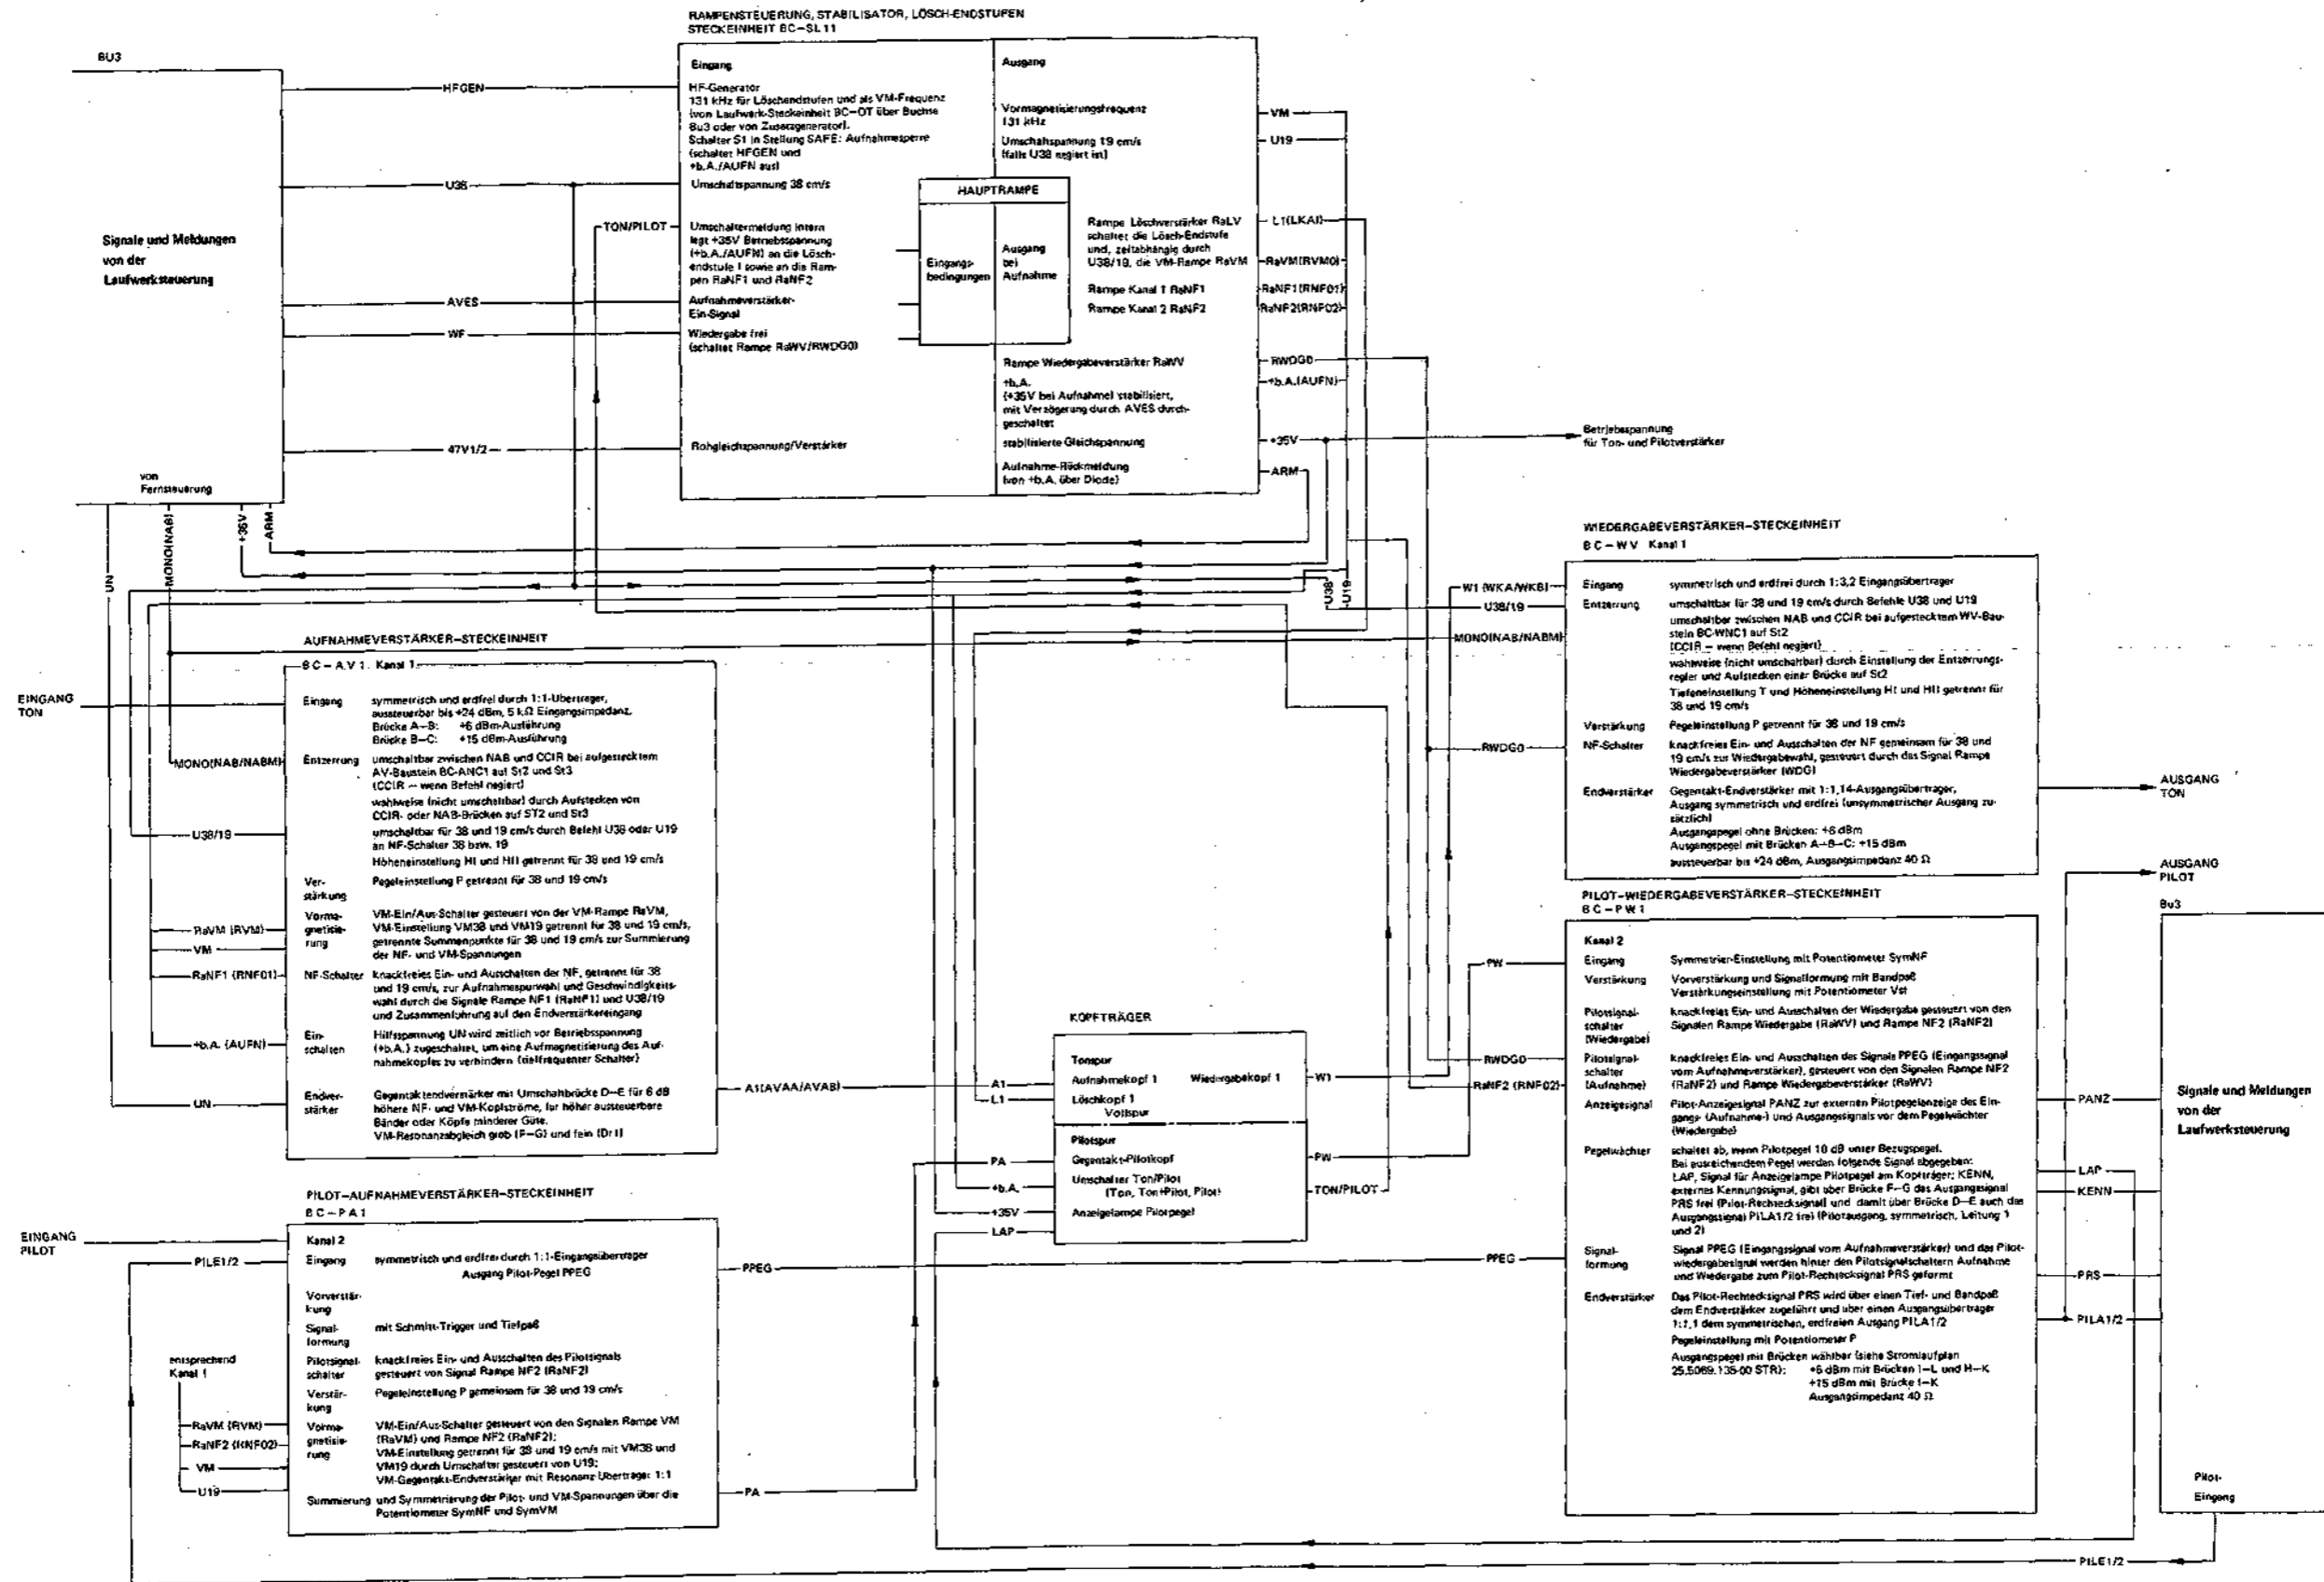 RAMPENSTEUERUNG, STABILISATOR, LÖSCH-ENDSTUFEN
STECKEINHEIT BC-SL11
BU3
Signale und Meldungen
von der
Laufwerksteuerung
von
Fernsteuerung
HFGEN
U38
TON/PILOT
AVES
WF
47V1/2
UN
MONO(NAB)
+35V
ARM
Eingang
HF-Generator
131 kHz für Löschendstufen und als VM-Frequenz
(von Laufwerk-Steckeinheit BC-OT über Buchse
Bu3 oder von Zusatzgenerator).
Schalter S1 in Stellung SAFE: Aufnahmesperre
(schaltet HFGEN und
+b.A./AUFN aus)
Umschaltspannung 38 cm/s
Umschaltermeldung intern
legt +35V Betriebsspannung
(+b.A./AUFN) an die Lösch-
endstufe I sowie an die Ram-
pen RaNF1 und RaNF2
Aufnahmeverstärker-
Ein-Signal
Wiedergabe frei
(schaltet Rampe RaWV/RWDG0)
Rohgleichspannung/Verstärker
HAUPTRAMPE
Eingangs-
bedingungen
Ausgang
bei
Aufnahme
Ausgang
Vormagnetisierungsfrequenz
131 kHz
Umschaltspannung 19 cm/s
(falls U38 negiert ist)
Rampe Löschverstärker RaLV
schaltet die Lösch-Endstufe
und, zeitabhängig durch
U38/19, die VM-Rampe RaVM
Rampe Kanal 1 RaNF1
Rampe Kanal 2 RaNF2
Rampe Wiedergabeverstärker RaWV
+b.A.
(+35V bei Aufnahme) stabilisiert,
mit Verzögerung durch AVES durch-
geschaltet
stabilisierte Gleichspannung
Aufnahme-Rückmeldung
(von +b.A. über Diode)
VM
U19
L1(LKAI)
RaVM(RVM0)
RaNF1(RNF01)
RaNF2(RNF02)
RWDG0
+b.A.(AUFN)
+35V
ARM
Betriebsspannung
für Ton- und Pilotverstärker
U38
U19
AUFNAHMEVERSTÄRKER-STECKEINHEIT
BC-AV1. Kanal 1
EINGANG
TON
MONO(NAB/NABM)
U38/19
RaVM (RVM)
VM
RaNF1 (RNF01)
+b.A. (AUFN)
UN
Eingang symmetrisch und erdfrei durch 1:1-Übertrager,
aussteuerbar bis +24 dBm, 5 kΩ Eingangsimpedanz.
Brücke A-B: +6 dBm-Ausführung
Brücke B-C: +15 dBm-Ausführung
Entzerrung umschaltbar zwischen NAB und CCIR bei aufgestecktem
AV-Baustein BC-ANC1 auf St2 und St3
(CCIR - wenn Befehl negiert)
wahlweise (nicht umschaltbar) durch Aufstecken von
CCIR- oder NAB-Brücken auf ST2 und St3
umschaltbar für 38 und 19 cm/s durch Befehl U38 oder U19
an NF-Schalter 38 bzw. 19
Höheneinstellung HI und HII getrennt für 38 und 19 cm/s
Ver- Pegeleinstellung P getrennt für 38 und 19 cm/s
stärkung
Vorma- VM-Ein/Aus-Schalter gesteuert von der VM-Rampe RaVM,
gnetisie- VM-Einstellung VM38 und VM19 getrennt für 38 und 19 cm/s,
rung getrennte Summenpunkte für 38 und 19 cm/s zur Summierung
der NF- und VM-Spannungen
NF-Schalter knackfreies Ein- und Ausschalten der NF, getrennt für 38
und 19 cm/s, zur Aufnahmespurwahl und Geschwindigkeits-
wahl durch die Signale Rampe NF1 (RaNF1) und U38/19
und Zusammenführung auf den Endverstärkereingang
Ein- Hilfsspannung UN wird zeitlich vor Betriebsspannung
schalten (+b.A.) zugeschaltet, um eine Aufmagnetisierung des Auf-
nahmekopfes zu verhindern (tieffrequenter Schalter)
Endver- Gegentaktendverstärker mit Umschaltbrücke D-E für 6 dB
stärker höhere NF- und VM-Kopfströme, für höher aussteuerbare
Bänder oder Köpfe minderer Güte.
VM-Resonanzabgleich grob (F-G) und fein (Dr1)
A1(AVAA/AVAB)
PILOT-AUFNAHMEVERSTÄRKER-STECKEINHEIT
BC-PA1
EINGANG
PILOT
PILE1/2
entsprechend
Kanal 1
RaVM (RVM)
RaNF2 (RNF02)
VM
U19
Kanal 2
Eingang symmetrisch und erdfrei durch 1:1-Eingangsübertrager
Ausgang Pilot-Pegel PPEG
Vorverstär-
kung
Signal- mit Schmitt-Trigger und Tiefpaß
formung
Pilotsignal- knackfreies Ein- und Ausschalten des Pilotsignals
schalter gesteuert von Signal Rampe NF2 (RaNF2)
Verstär- Pegeleinstellung P gemeinsam für 38 und 19 cm/s
kung
Vorma- VM-Ein/Aus-Schalter gesteuert von den Signalen Rampe VM
gnetisie- (RaVM) und Rampe NF2 (RaNF2);
rung VM-Einstellung getrennt für 38 und 19 cm/s mit VM38 und
VM19 durch Umschalter gesteuert von U19;
VM-Gegentakt-Endverstärker mit Resonanz-Übertrager 1:1
Summierung und Symmetrierung der Pilot- und VM-Spannungen über die
Potentiometer SymNF und SymVM
PPEG
PA
KOPFTRÄGER
A1
L1
PA
+b.A.
+35V
LAP
Tonspur
Aufnahmekopf 1 Wiedergabekopf 1
Löschkopf 1
Vollspur
Pilotspur
Gegentakt-Pilotkopf
Umschalter Ton/Pilot
(Ton, Ton+Pilot, Pilot)
Anzeigelampe Pilotpegel
W1
PW
TON/PILOT
WIEDERGABEVERSTÄRKER-STECKEINHEIT
BC-WV Kanal 1
W1 (WKA/WKB)
U38/19
MONO(NAB/NABM)
RWDG0
Eingang symmetrisch und erdfrei durch 1:3,2 Eingangsübertrager
Entzerrung umschaltbar für 38 und 19 cm/s durch Befehle U38 und U19
umschaltbar zwischen NAB und CCIR bei aufgestecktem WV-Bau-
stein BC-WNC1 auf St2
(CCIR - wenn Befehl negiert)
wahlweise (nicht umschaltbar) durch Einstellung der Entzerrungs-
regler und Aufstecken einer Brücke auf St2
Tiefeneinstellung T und Höheneinstellung HI und HII getrennt für
38 und 19 cm/s
Verstärkung Pegeleinstellung P getrennt für 38 und 19 cm/s
NF-Schalter knackfreies Ein- und Ausschalten der NF gemeinsam für 38 und
19 cm/s zur Wiedergabewahl, gesteuert durch das Signal Rampe
Wiedergabeverstärker (WDG)
Endverstärker Gegentakt-Endverstärker mit 1:1,14-Ausgangsübertrager,
Ausgang symmetrisch und erdfrei (unsymmetrischer Ausgang zu-
sätzlich)
Ausgangspegel ohne Brücken: +6 dBm
Ausgangspegel mit Brücken A-B-C: +15 dBm
aussteuerbar bis +24 dBm, Ausgangsimpedanz 40 Ω
AUSGANG
TON
AUSGANG
PILOT
PILOT-WIEDERGABEVERSTÄRKER-STECKEINHEIT
BC-PW1
PW
RWDG0
RaNF2 (RNF02)
PPEG
Kanal 2
Eingang Symmetrier-Einstellung mit Potentiometer SymNF
Verstärkung Vorverstärkung und Signalformung mit Bandpaß
Verstärkungseinstellung mit Potentiometer Vst
Pilotsignal- knackfreies Ein- und Ausschalten der Wiedergabe gesteuert von den
schalter Signalen Rampe Wiedergabe (RaWV) und Rampe NF2 (RaNF2)
(Wiedergabe)
Pilotsignal- knackfreies Ein- und Ausschalten des Signals PPEG (Eingangssignal
schalter vom Aufnahmeverstärker), gesteuert von den Signalen Rampe NF2
(Aufnahme) (RaNF2) und Rampe Wiedergabeverstärker (RaWV)
Anzeigesignal Pilot-Anzeigesignal PANZ zur externen Pilotpegelanzeige des Ein-
gangs- (Aufnahme-) und Ausgangssignals vor dem Pegelwächter
(Wiedergabe)
Pegelwächter schaltet ab, wenn Pilotpegel 10 dB unter Bezugspegel.
Bei ausreichendem Pegel werden folgende Signal abgegeben:
LAP, Signal für Anzeigelampe Pilotpegel am Kopfträger; KENN,
externes Kennungssignal, gibt über Brücke F-G das Ausgangssignal
PRS frei (Pilot-Rechtecksignal) und damit über Brücke D-E auch das
Ausgangssignal PILA1/2 frei (Pilotausgang, symmetrisch, Leitung 1
und 2)
Signal- Signal PPEG (Eingangssignal vom Aufnahmeverstärker) und das Pilot-
formung wiedergabesignal werden hinter den Pilotsignalschaltern Aufnahme
und Wiedergabe zum Pilot-Rechtecksignal PRS geformt
Endverstärker Das Pilot-Rechtecksignal PRS wird über einen Tief- und Bandpaß
dem Endverstärker zugeführt und über einen Ausgangsübertrager
1:1,1 dem symmetrischen, erdfreien Ausgang PILA1/2
Pegeleinstellung mit Potentiometer P
Ausgangspegel mit Brücken wählbar (siehe Stromlaufplan
25.5069.135-00 STR): +6 dBm mit Brücken I-L und H-K
+15 dBm mit Brücke I-K
Ausgangsimpedanz 40 Ω
PANZ
LAP
KENN
PRS
PILA1/2
Bu3
Signale und Meldungen
von der
Laufwerksteuerung
Pilot-
Eingang
PILE1/2